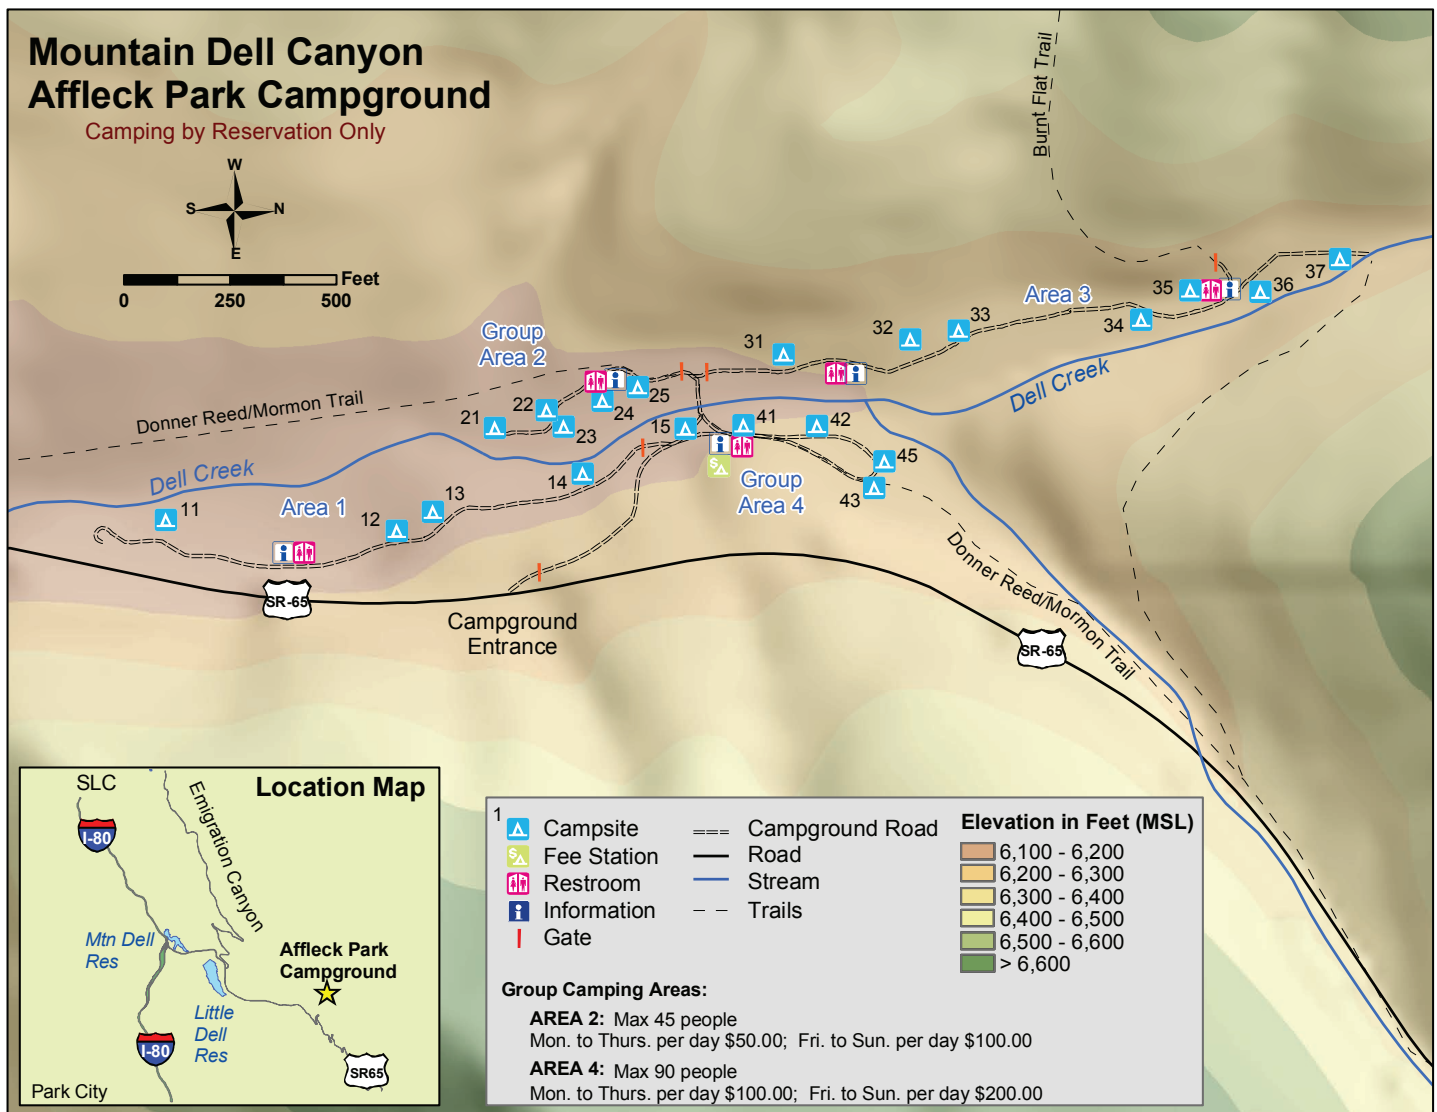 Mountain Dell Canyon
Affleck Park Campground
Camping by Reservation Only
W
S
N
E
Feet
0
250
500
Burnt Flat Trail
Area 3
37
36
35
34
33
32
31
Group
Area 2
25
24
23
22
21
Donner Reed/Mormon Trail
Dell Creek
Dell Creek
15
41
42
45
43
14
Group
Area 4
13
12
11
Area 1
SR-65
Campground
Entrance
Donner Reed/Mormon Trail
SR-65
Location Map
SLC
I-80
Emigration Canyon
Mtn Dell
Res
Affleck Park
Campground
Little
Dell
Res
I-80
SR65
Park City
1
Campsite
Fee Station
Restroom
Information
Gate
Campground Road
Road
Stream
Trails
Elevation in Feet (MSL)
6,100 - 6,200
6,200 - 6,300
6,300 - 6,400
6,400 - 6,500
6,500 - 6,600
> 6,600
Group Camping Areas:
AREA 2: Max 45 people
Mon. to Thurs. per day $50.00; Fri. to Sun. per day $100.00
AREA 4: Max 90 people
Mon. to Thurs. per day $100.00; Fri. to Sun. per day $200.00